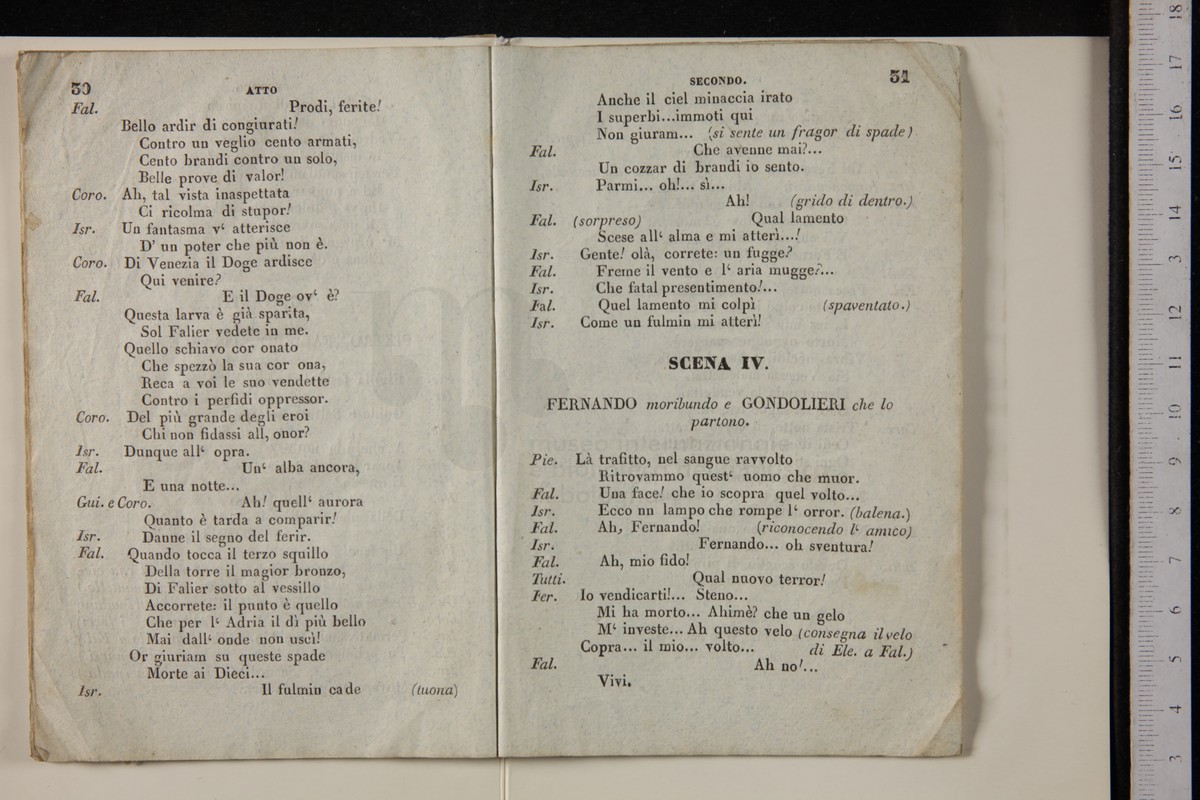 30
ATTO
Fal. Prodi, ferite!
Bello ardir di congiurati!
Contro un veglio cento armati,
Cento brandi contro un solo,
Belle prove di valor!
Coro. Ah, tal vista inaspettata
Ci ricolma di stupor!
Isr. Un fantasma v‘ atterisce
D’ un poter che più non è.
Coro. Di Venezia il Doge ardisce
Qui venire?
Fal. E il Doge ov‘ è?
Questa larva è già sparita,
Sol Falier vedete in me.
Quello schiavo cor onato
Che spezzò la sua cor ona,
Reca a voi le suo vendette
Contro i perfidi oppressor.
Coro. Del più grande degli eroi
Chi non fidassi all, onor?
Isr. Dunque all‘ opra.
Fal. Un‘ alba ancora,
E una notte...
Gui. e Coro. Ah! quell‘ aurora
Quanto è tarda a comparir!
Isr. Danne il segno del ferir.
Fal. Quando tocca il terzo squillo
Della torre il magior bronzo,
Di Falier sotto al vessillo
Accorrete: il punto è quello
Che per l‘ Adria il dì più bello
Mai dall‘ onde non uscì!
Or giuriam su queste spade
Morte ai Dieci...
Isr. Il fulmin cade (tuona)
SECONDO.
31
Anche il ciel minaccia irato
I superbi...immoti qui
Non giuram... (si sente un fragor di spade)
Fal. Che avenne mai?...
Un cozzar di brandi io sento.
Isr. Parmi... oh!... sì...
Ah! (grido di dentro.)
Fal. (sorpreso) Qual lamento
Scese all‘ alma e mi atterì...!
Isr. Gente! olà, correte: un fugge?
Fal. Freme il vento e l‘ aria mugge?...
Isr. Che fatal presentimento!...
Fal. Quel lamento mi colpì (spaventato.)
Isr. Come un fulmin mi atterì!
SCENA IV.
FERNANDO moribundo e GONDOLIERI che lo
partono.
Pie. Là trafitto, nel sangue ravvolto
Ritrovammo quest‘ uomo che muor.
Fal. Una face! che io scopra quel volto...
Isr. Ecco nn lampo che rompe l‘ orror. (balena.)
Fal. Ah, Fernando! (riconocendo l‘ amico)
Isr. Fernando... oh sventura!
Fal. Ah, mio fido!
Tutti. Qual nuovo terror!
Fer. Io vendicarti!... Steno...
Mi ha morto... Ahimè? che un gelo
M‘ investe... Ah questo velo (consegna il velo
Copra... il mio... volto... di Ele. a Fal.)
Fal. Ah no!...
Vivi.
museo internazionale